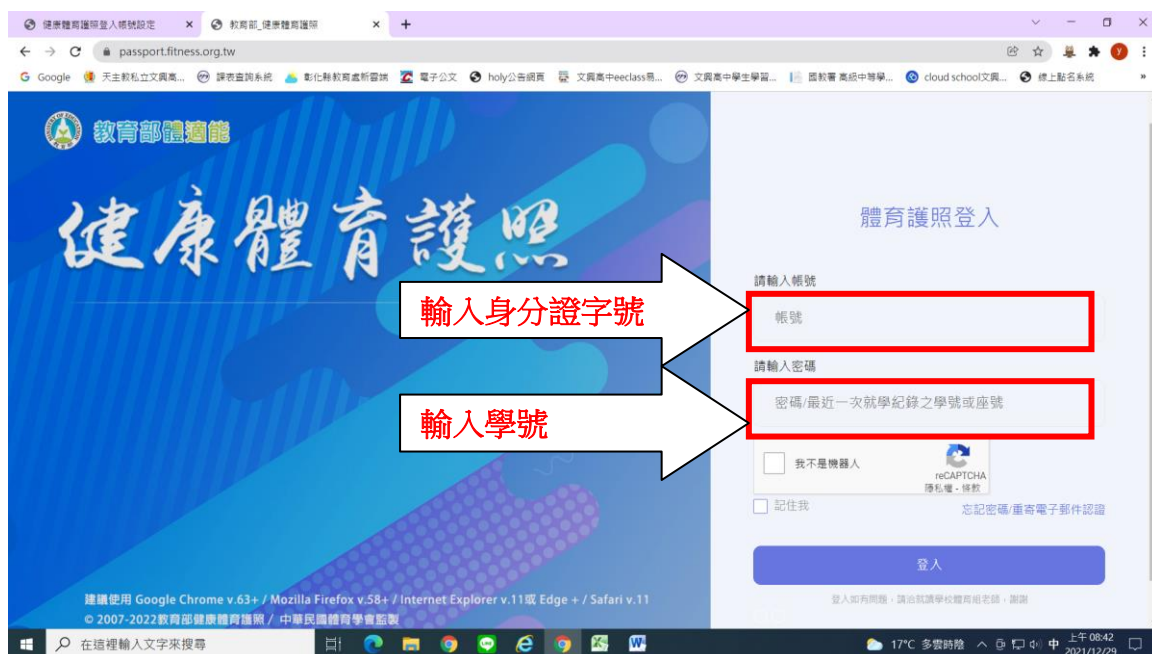 健康體育護照登入帳號設定
教育部_健康體育護照
passport.fitness.org.tw
Google 天主教私立文興高... 課表查詢系統 彰化縣教育處新雲端 電子公文 holy公告網頁 文興高中eeclass易... 文興高中學生學習... 國教署 高級中等學... cloud school文興... 線上點名系統 »
教育部體適能
健康體育護照
體育護照登入
請輸入帳號
輸入身分證字號
帳號
請輸入密碼
密碼/最近一次就學紀錄之學號或座號
輸入學號
我不是機器人
reCAPTCHA
隱私權 - 條款
記住我
忘記密碼/重寄電子郵件認證
登入
登入如有問題，請洽就讀學校體育組老師，謝謝
建議使用 Google Chrome v.63+ / Mozilla Firefox v.58+ / Internet Explorer v.11或 Edge + / Safari v.11
© 2007-2022教育部健康體育護照 / 中華民國體育學會監製
在這裡輸入文字來搜尋
17°C 多雲時陰
中
上午 08:42
2021/12/29